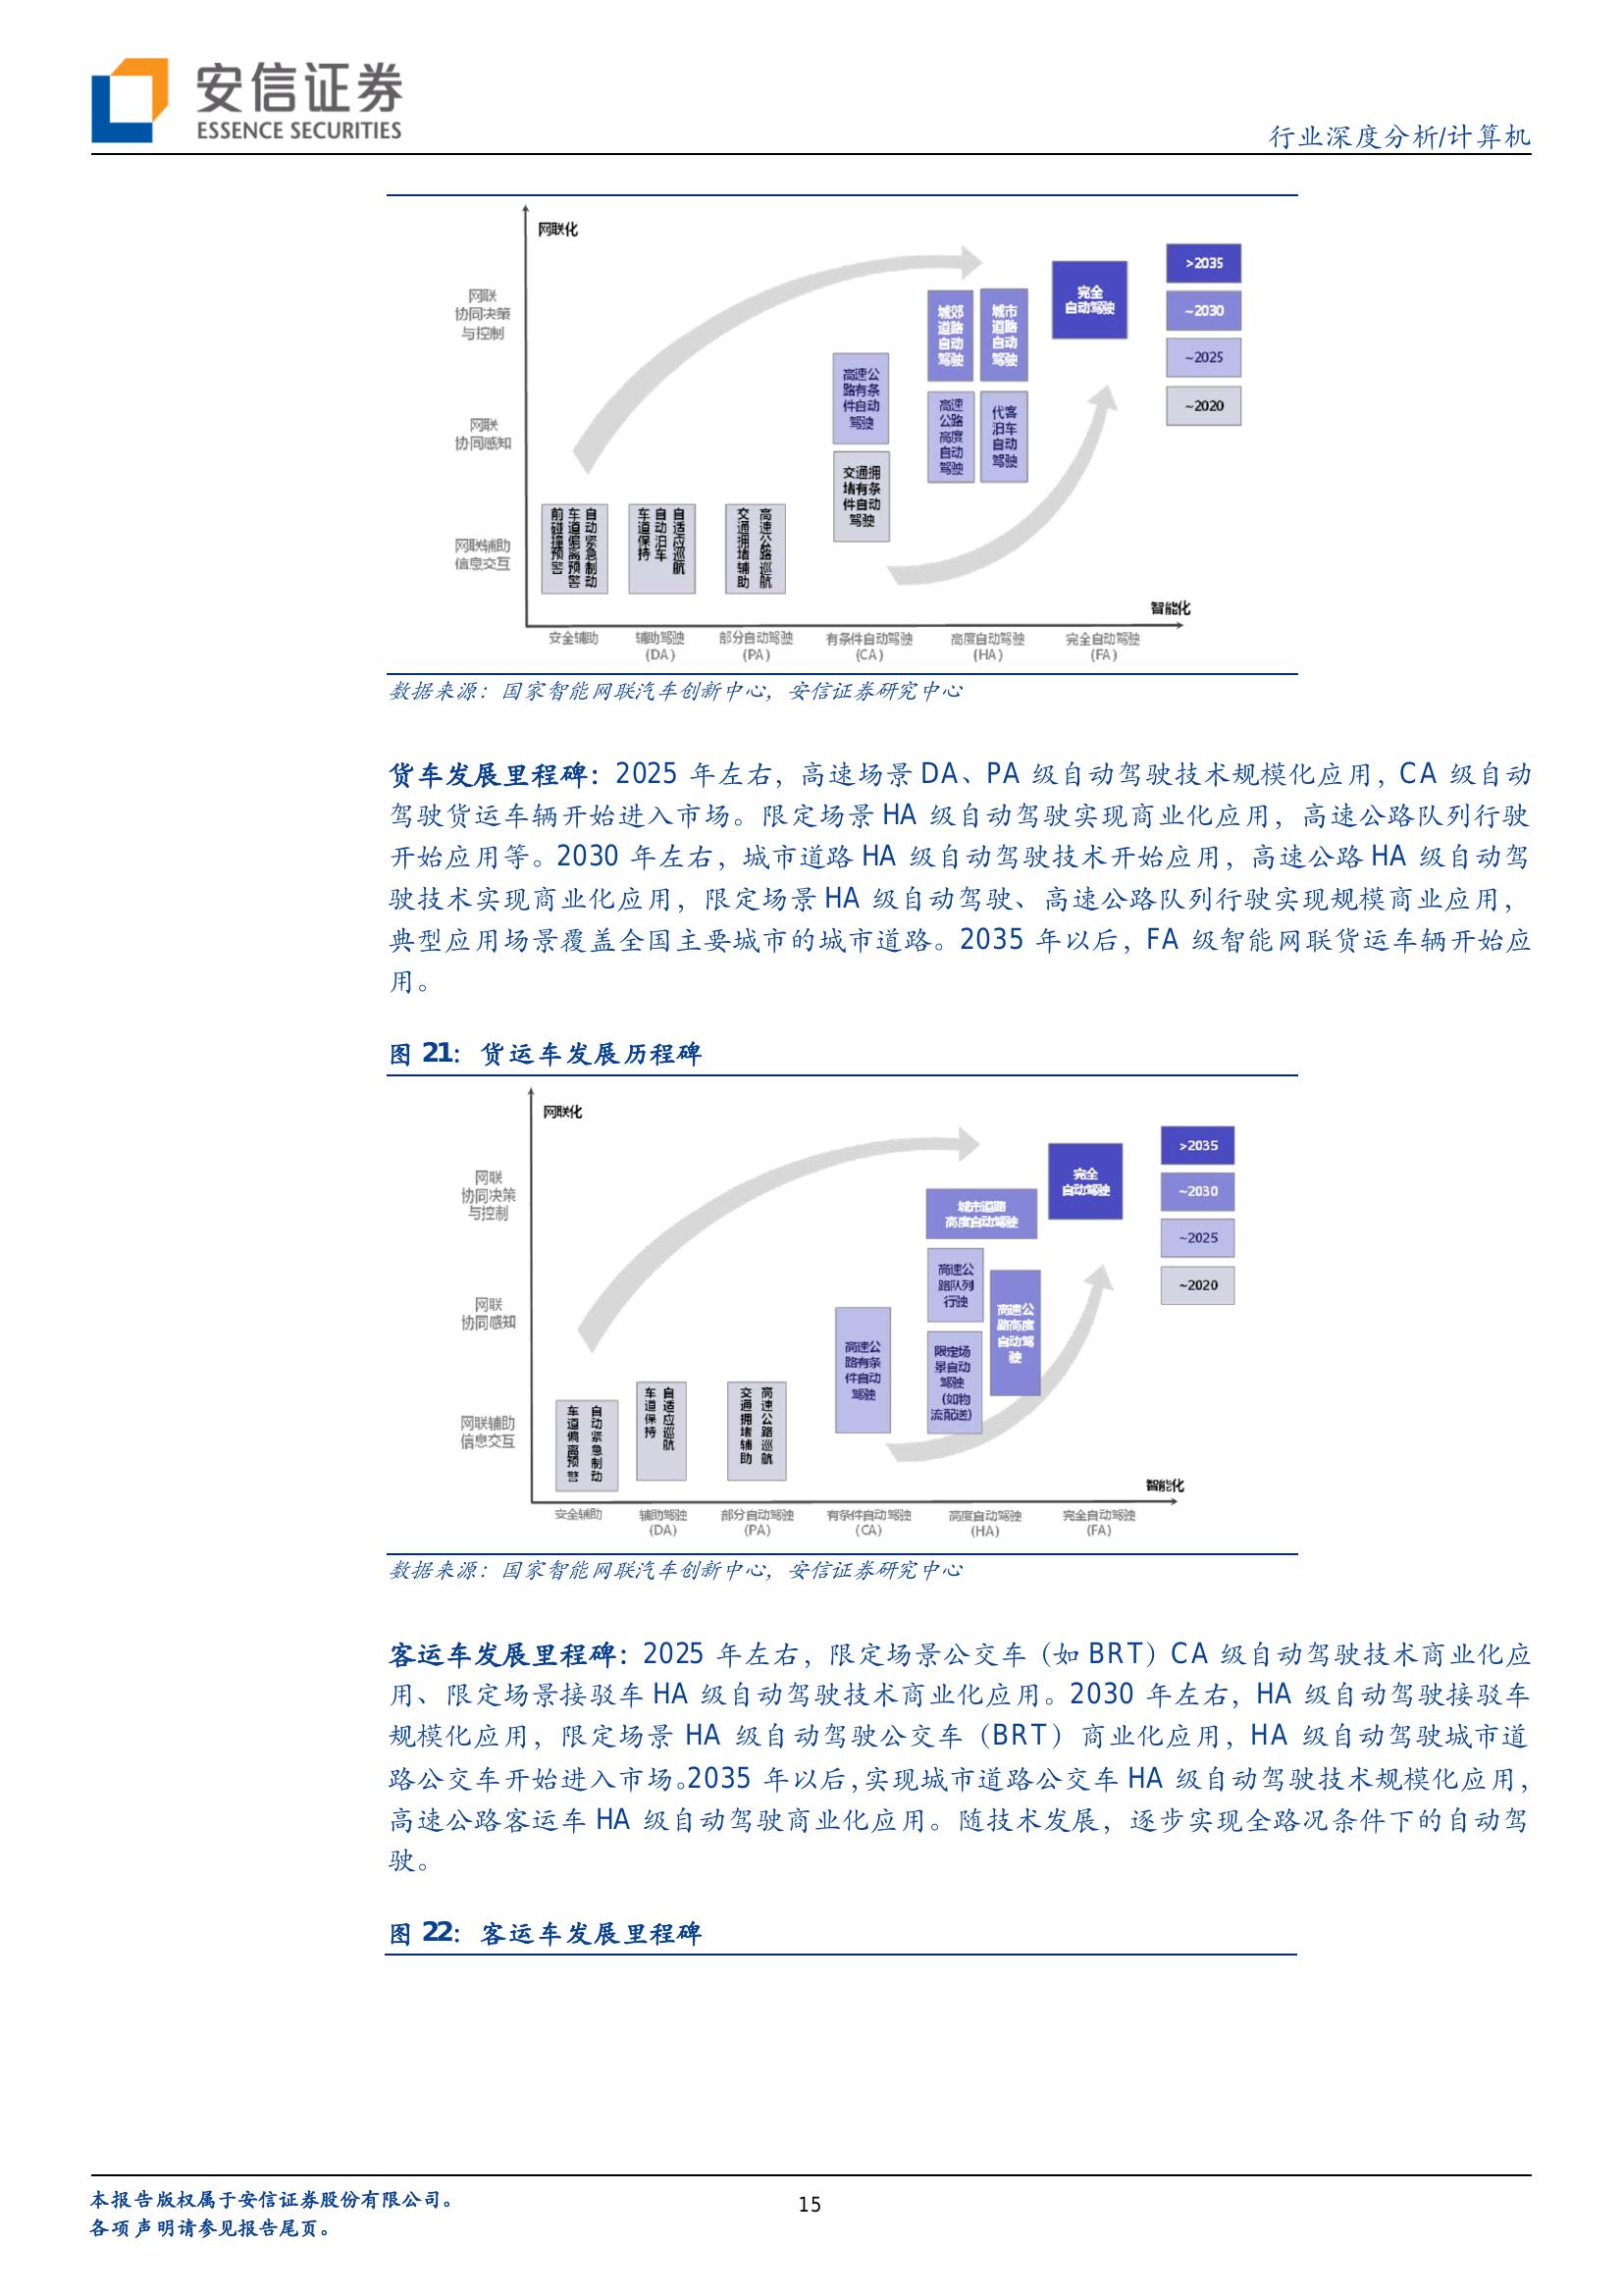 安信证券
ESSENCE SECURITIES
行业深度分析/计算机
网联化
网联
协同决策
与控制
网联
协同感知
网联辅助
信息交互
前碰撞预警
车道偏离预警
自动紧急制动
车道保持
自动泊车
自适应巡航
交通拥堵辅助
高速公路巡航
高速公
路有条
件自动
驾驶
交通拥
堵有条
件自动
驾驶
城郊
道路
自动
驾驶
城市
道路
自动
驾驶
高速
公路
高度
自动
驾驶
代客
泊车
自动
驾驶
完全
自动驾驶
>2035
~2030
~2025
~2020
智能化
安全辅助
辅助驾驶
(DA)
部分自动驾驶
(PA)
有条件自动驾驶
(CA)
高度自动驾驶
(HA)
完全自动驾驶
(FA)
数据来源：国家智能网联汽车创新中心，安信证券研究中心
货车发展里程碑：2025 年左右，高速场景 DA、PA 级自动驾驶技术规模化应用，CA 级自动
驾驶货运车辆开始进入市场。限定场景 HA 级自动驾驶实现商业化应用，高速公路队列行驶
开始应用等。2030 年左右，城市道路 HA 级自动驾驶技术开始应用，高速公路 HA 级自动驾
驶技术实现商业化应用，限定场景 HA 级自动驾驶、高速公路队列行驶实现规模商业应用，
典型应用场景覆盖全国主要城市的城市道路。2035 年以后，FA 级智能网联货运车辆开始应
用。
图 21：货运车发展历程碑
网联化
网联
协同决策
与控制
网联
协同感知
网联辅助
信息交互
车道偏离预警
自动紧急制动
车道保持
自适应巡航
交通拥堵辅助
高速公路巡航
高速公
路有条
件自动
驾驶
城市道路
高度自动驾驶
高速公
路队列
行驶
限定场
景自动
驾驶
（如物
流配送）
高速公
路高度
自动驾
驶
完全
自动驾驶
>2035
~2030
~2025
~2020
智能化
安全辅助
辅助驾驶
(DA)
部分自动驾驶
(PA)
有条件自动驾驶
(CA)
高度自动驾驶
(HA)
完全自动驾驶
(FA)
数据来源：国家智能网联汽车创新中心，安信证券研究中心
客运车发展里程碑：2025 年左右，限定场景公交车（如 BRT）CA 级自动驾驶技术商业化应
用、限定场景接驳车 HA 级自动驾驶技术商业化应用。2030 年左右，HA 级自动驾驶接驳车
规模化应用，限定场景 HA 级自动驾驶公交车（BRT）商业化应用，HA 级自动驾驶城市道
路公交车开始进入市场。2035 年以后，实现城市道路公交车 HA 级自动驾驶技术规模化应用，
高速公路客运车 HA 级自动驾驶商业化应用。随技术发展，逐步实现全路况条件下的自动驾
驶。
图 22：客运车发展里程碑
本报告版权属于安信证券股份有限公司。
各项声明请参见报告尾页。
15